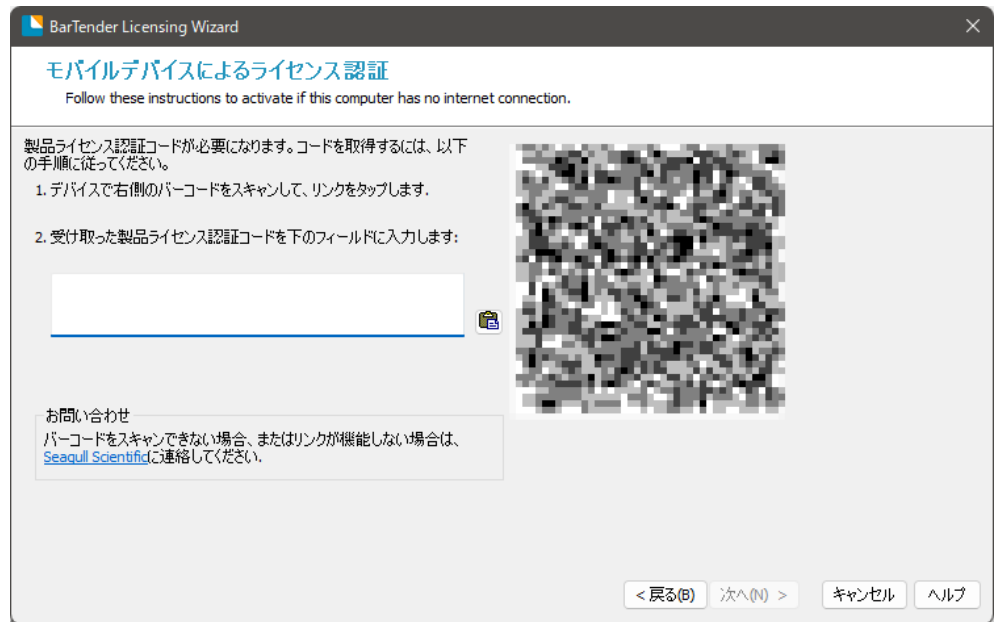 BarTender Licensing Wizard
モバイルデバイスによるライセンス認証
Follow these instructions to activate if this computer has no internet connection.
製品ライセンス認証コードが必要になります。コードを取得するには、以下
の手順に従ってください。
1. デバイスで右側のバーコードをスキャンして、リンクをタップします.
2. 受け取った製品ライセンス認証コードを下のフィールドに入力します:
お問い合わせ
バーコードをスキャンできない場合、またはリンクが機能しない場合は、
Seagull Scientificに連絡してください.
< 戻る(B)
次へ(N) >
キャンセル
ヘルプ